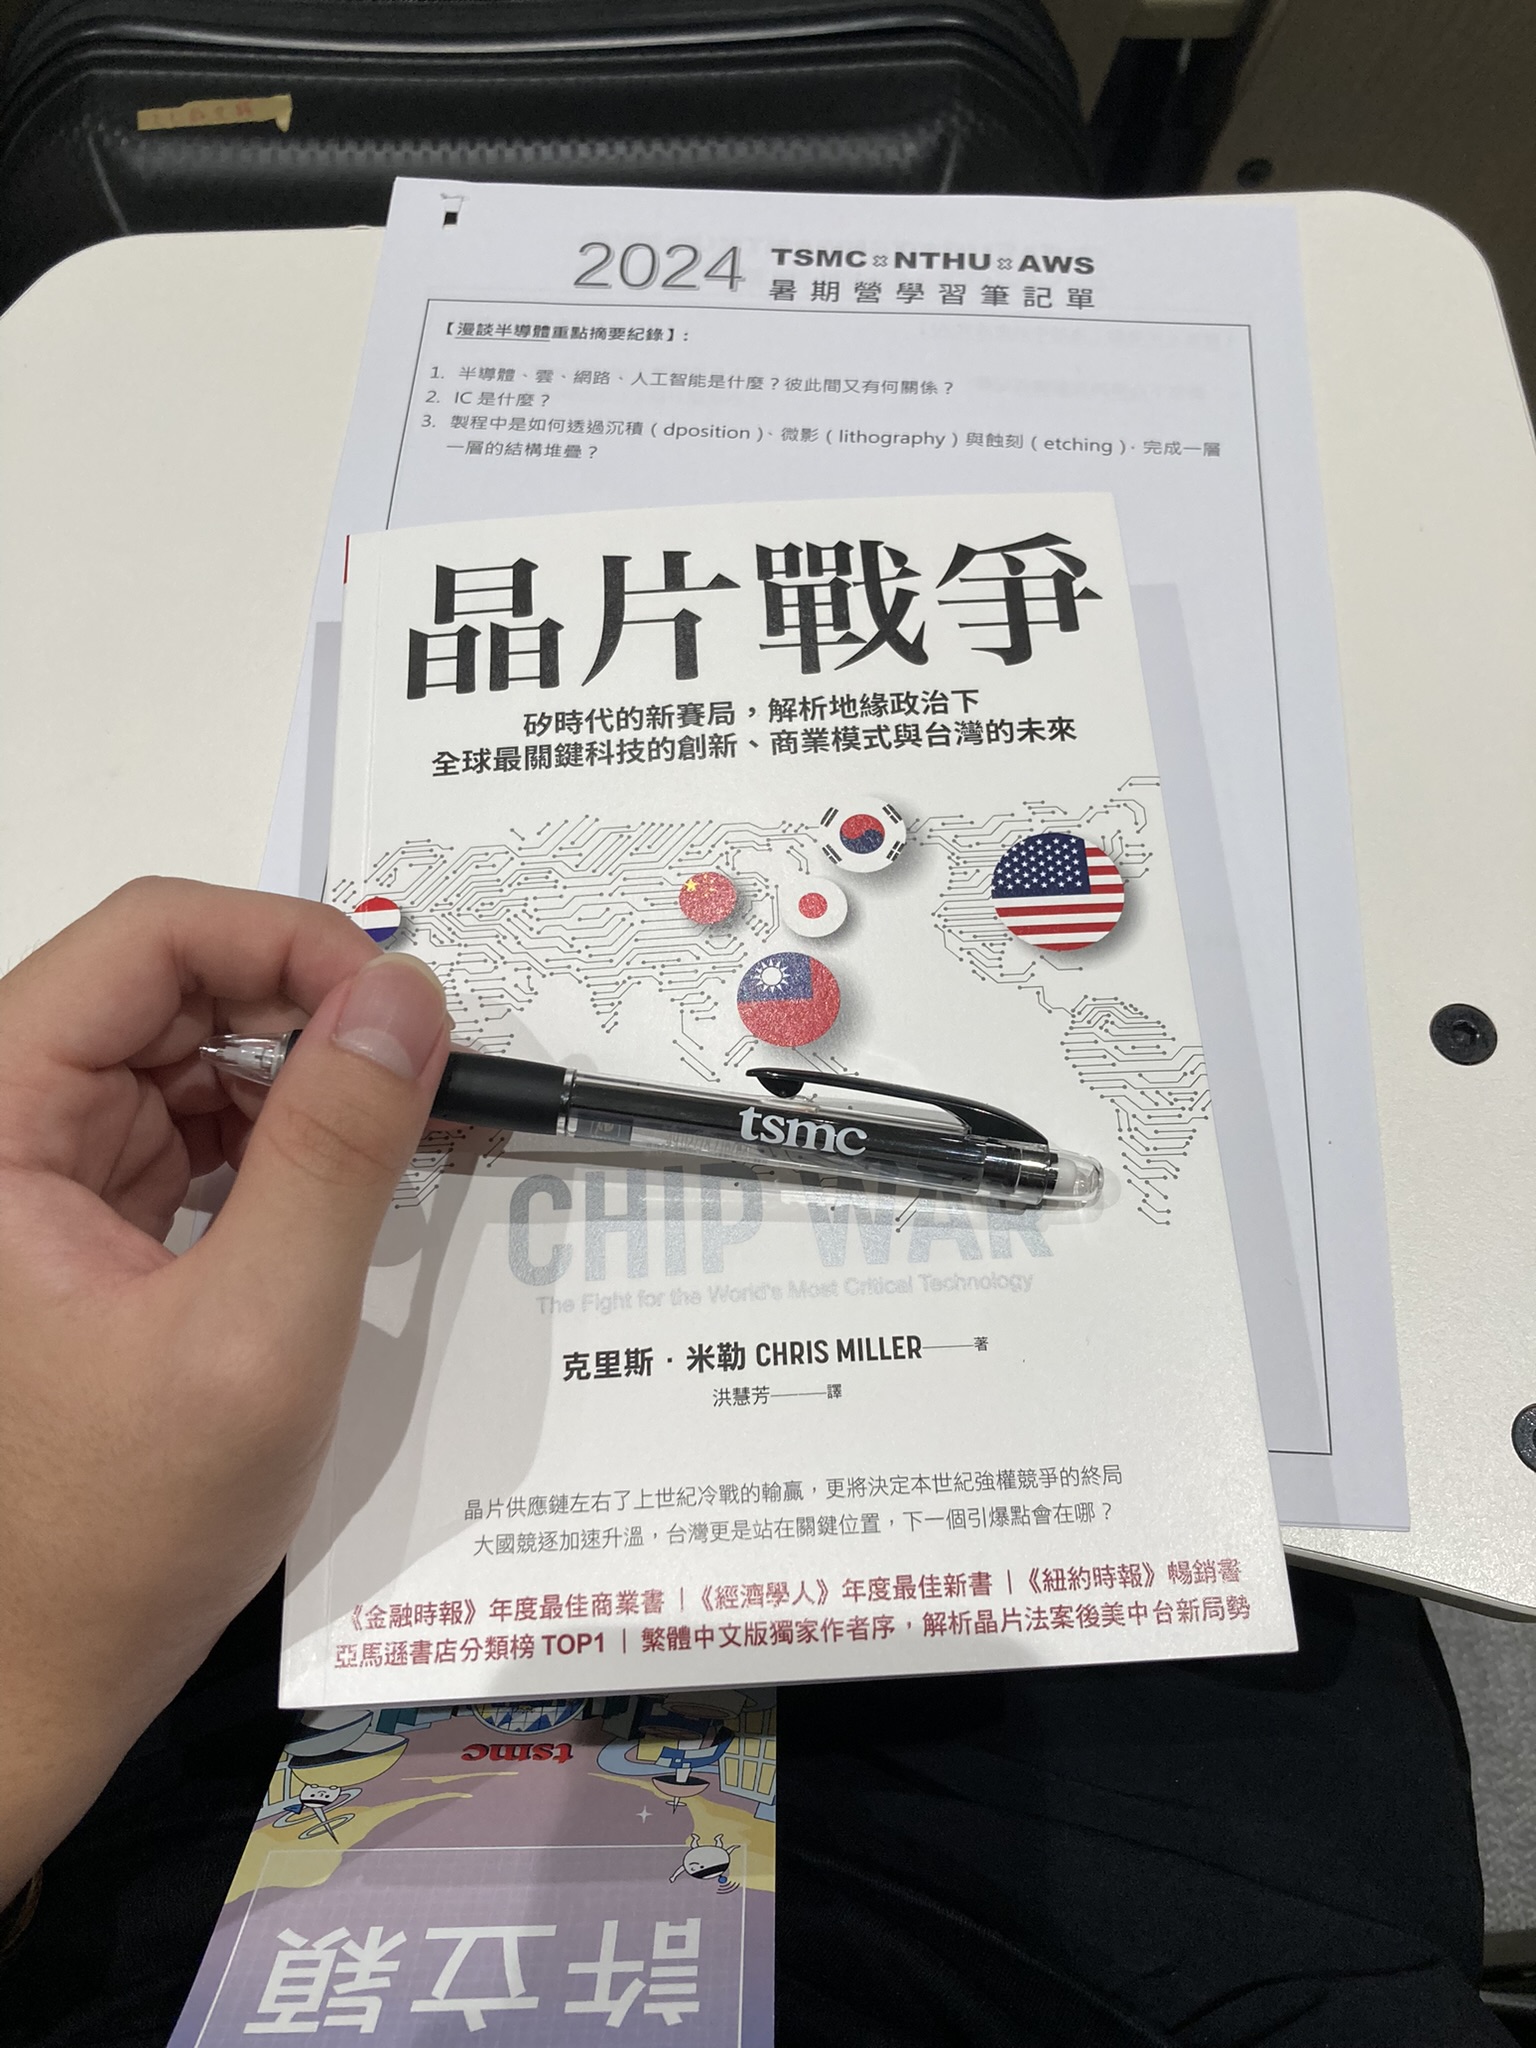 2024 TSMC × NTHU × AWS
暑期營學習筆記單
【漫談半導體重點摘要紀錄】:
1. 半導體、雲、網路、人工智能是什麼？彼此間又有何關係？
2. IC 是什麼？
3. 製程中是如何透過沉積（dposition）、微影（lithography）與蝕刻（etching），完成一層
一層的結構堆疊？
晶片戰爭
矽時代的新賽局，解析地緣政治下
全球最關鍵科技的創新、商業模式與台灣的未來
tsmc
CHIP WAR
The Fight for the World's Most Critical Technology
克里斯·米勒 CHRIS MILLER——著
洪慧芳——譯
晶片供應鏈左右了上世紀冷戰的輸贏，更將決定本世紀強權競爭的終局
大國競逐加速升溫，台灣更是站在關鍵位置，下一個引爆點會在哪？
《金融時報》年度最佳商業書｜《經濟學人》年度最佳新書｜《紐約時報》暢銷書
亞馬遜書店分類榜 TOP1｜繁體中文版獨家作者序，解析晶片法案後美中台新局勢
tsmc
許立穎